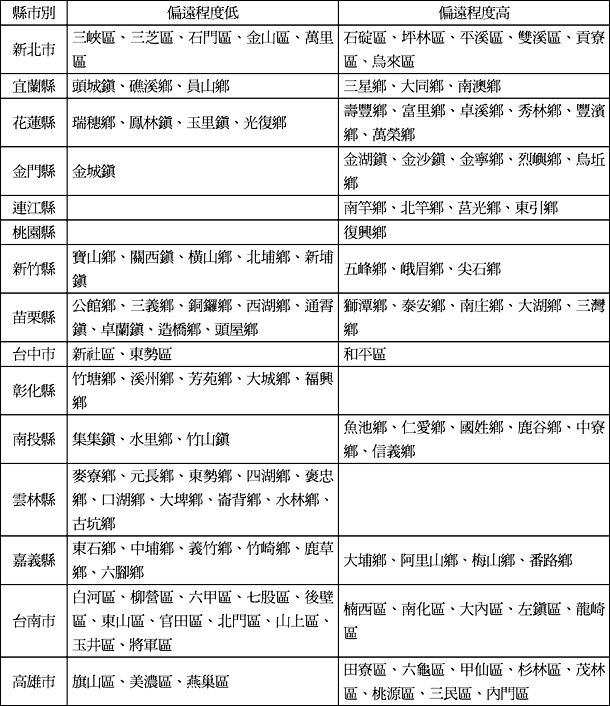 縣市別 偏遠程度低 偏遠程度高
新北市 三峽區、三芝區、石門區、金山區、萬里
區 石碇區、坪林區、平溪區、雙溪區、貢寮
區、烏來區
宜蘭縣 頭城鎮、礁溪鄉、員山鄉 三星鄉、大同鄉、南澳鄉
花蓮縣 瑞穗鄉、鳳林鎮、玉里鎮、光復鄉 壽豐鄉、富里鄉、卓溪鄉、秀林鄉、豐濱
鄉、萬榮鄉
金門縣 金城鎮 金湖鎮、金沙鎮、金寧鄉、烈嶼鄉、烏坵
鄉
連江縣 南竿鄉、北竿鄉、莒光鄉、東引鄉
桃園縣 復興鄉
新竹縣 寶山鄉、關西鎮、橫山鄉、北埔鄉、新埔
鎮 五峰鄉、峨眉鄉、尖石鄉
苗栗縣 公館鄉、三義鄉、銅鑼鄉、西湖鄉、通霄
鎮、卓蘭鎮、造橋鄉、頭屋鄉 獅潭鄉、泰安鄉、南庄鄉、大湖鄉、三灣
鄉
台中市 新社區、東勢區 和平區
彰化縣 竹塘鄉、溪州鄉、芳苑鄉、大城鄉、福興
鄉
南投縣 集集鎮、水里鄉、竹山鎮 魚池鄉、仁愛鄉、國姓鄉、鹿谷鄉、中寮
鄉、信義鄉
雲林縣 麥寮鄉、元長鄉、東勢鄉、四湖鄉、褒忠
鄉、口湖鄉、大埤鄉、崙背鄉、水林鄉、
古坑鄉
嘉義縣 東石鄉、中埔鄉、義竹鄉、竹崎鄉、鹿草
鄉、六腳鄉 大埔鄉、阿里山鄉、梅山鄉、番路鄉
台南市 白河區、柳營區、六甲區、七股區、後壁
區、東山區、官田區、北門區、山上區、
玉井區、將軍區 楠西區、南化區、大內區、左鎮區、龍崎
區
高雄市 旗山區、美濃區、燕巢區 田寮區、六龜區、甲仙區、杉林區、茂林
區、桃源區、三民區、內門區